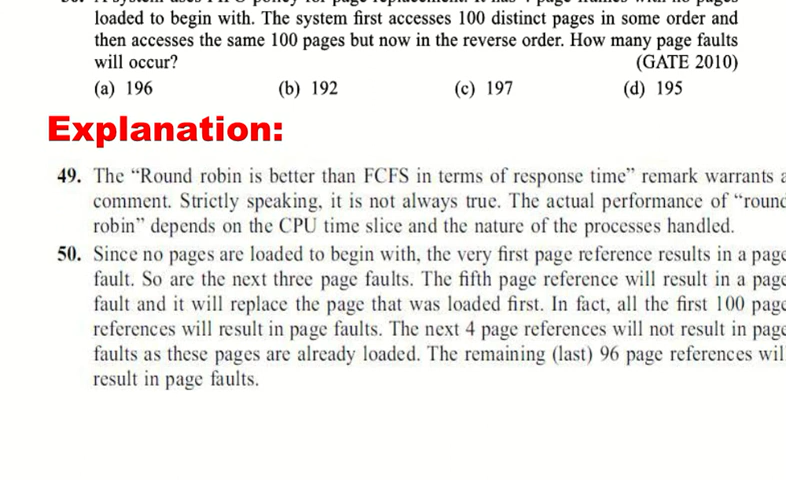 loaded to begin with. The system first accesses 100 distinct pages in some order and
then accesses the same 100 pages but now in the reverse order. How many page faults
will occur? (GATE 2010)
(a) 196 (b) 192 (c) 197 (d) 195
Explanation:
49. The “Round robin is better than FCFS in terms of response time” remark warrants a
comment. Strictly speaking, it is not always true. The actual performance of “round
robin” depends on the CPU time slice and the nature of the processes handled.
50. Since no pages are loaded to begin with, the very first page reference results in a page
fault. So are the next three page faults. The fifth page reference will result in a page
fault and it will replace the page that was loaded first. In fact, all the first 100 page
references will result in page faults. The next 4 page references will not result in page
faults as these pages are already loaded. The remaining (last) 96 page references wil
result in page faults.